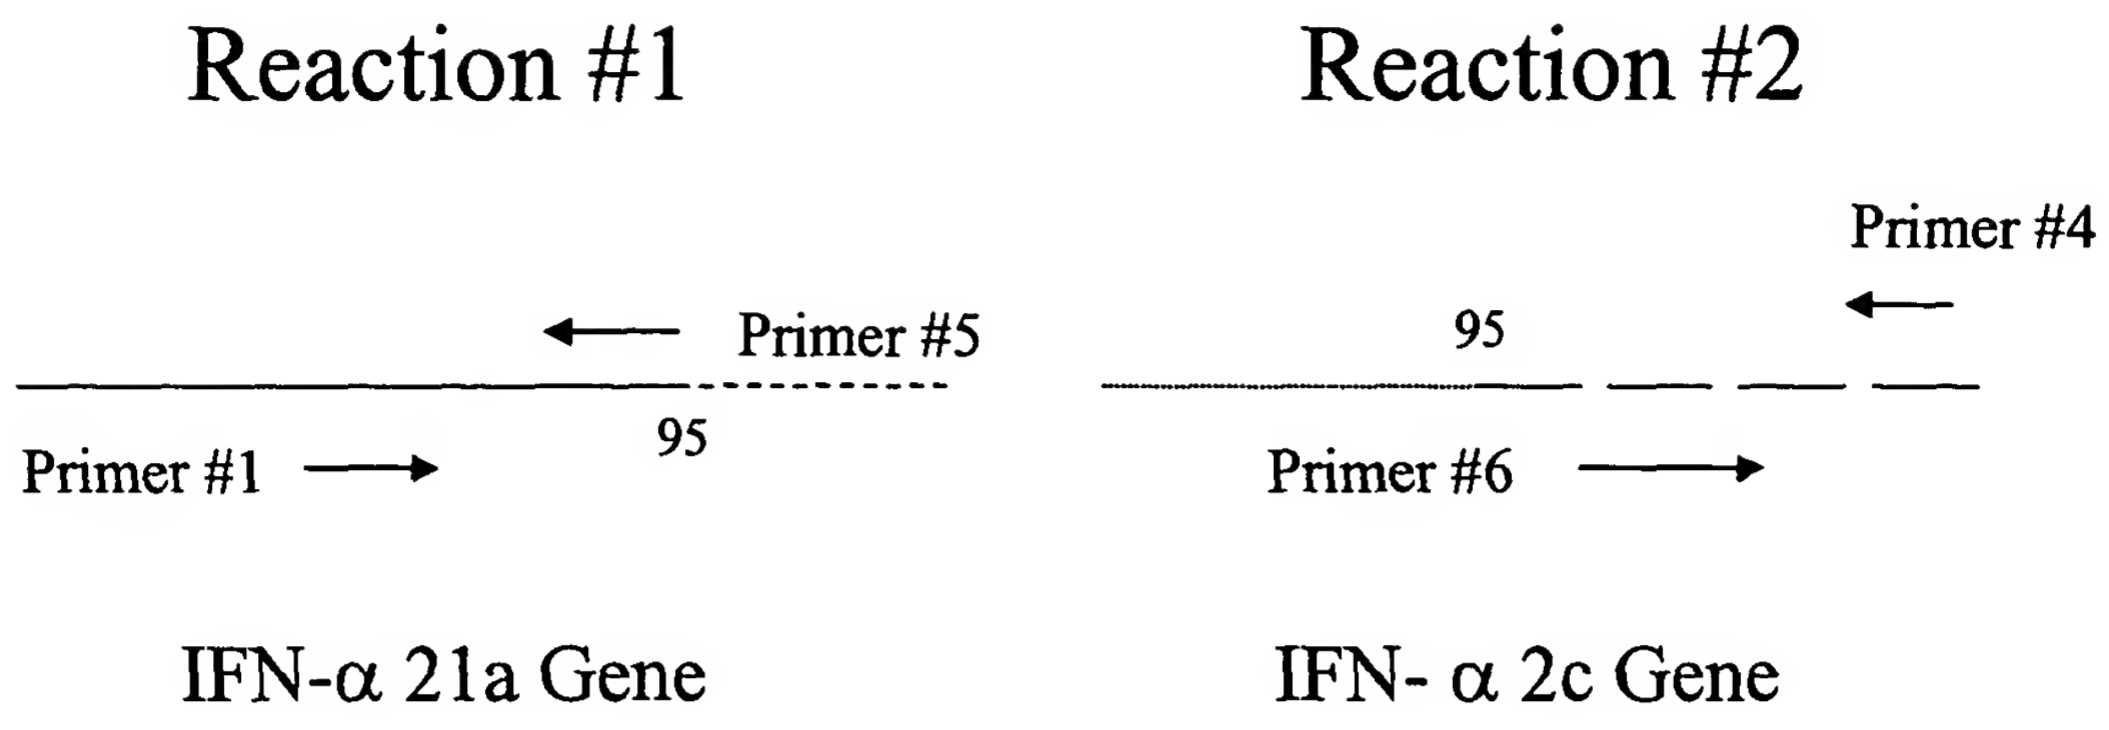 Reaction #1
Reaction #2
Primer #4
Primer #5
95
95
Primer #1
Primer #6
IFN-α 21a Gene
IFN- α 2c Gene